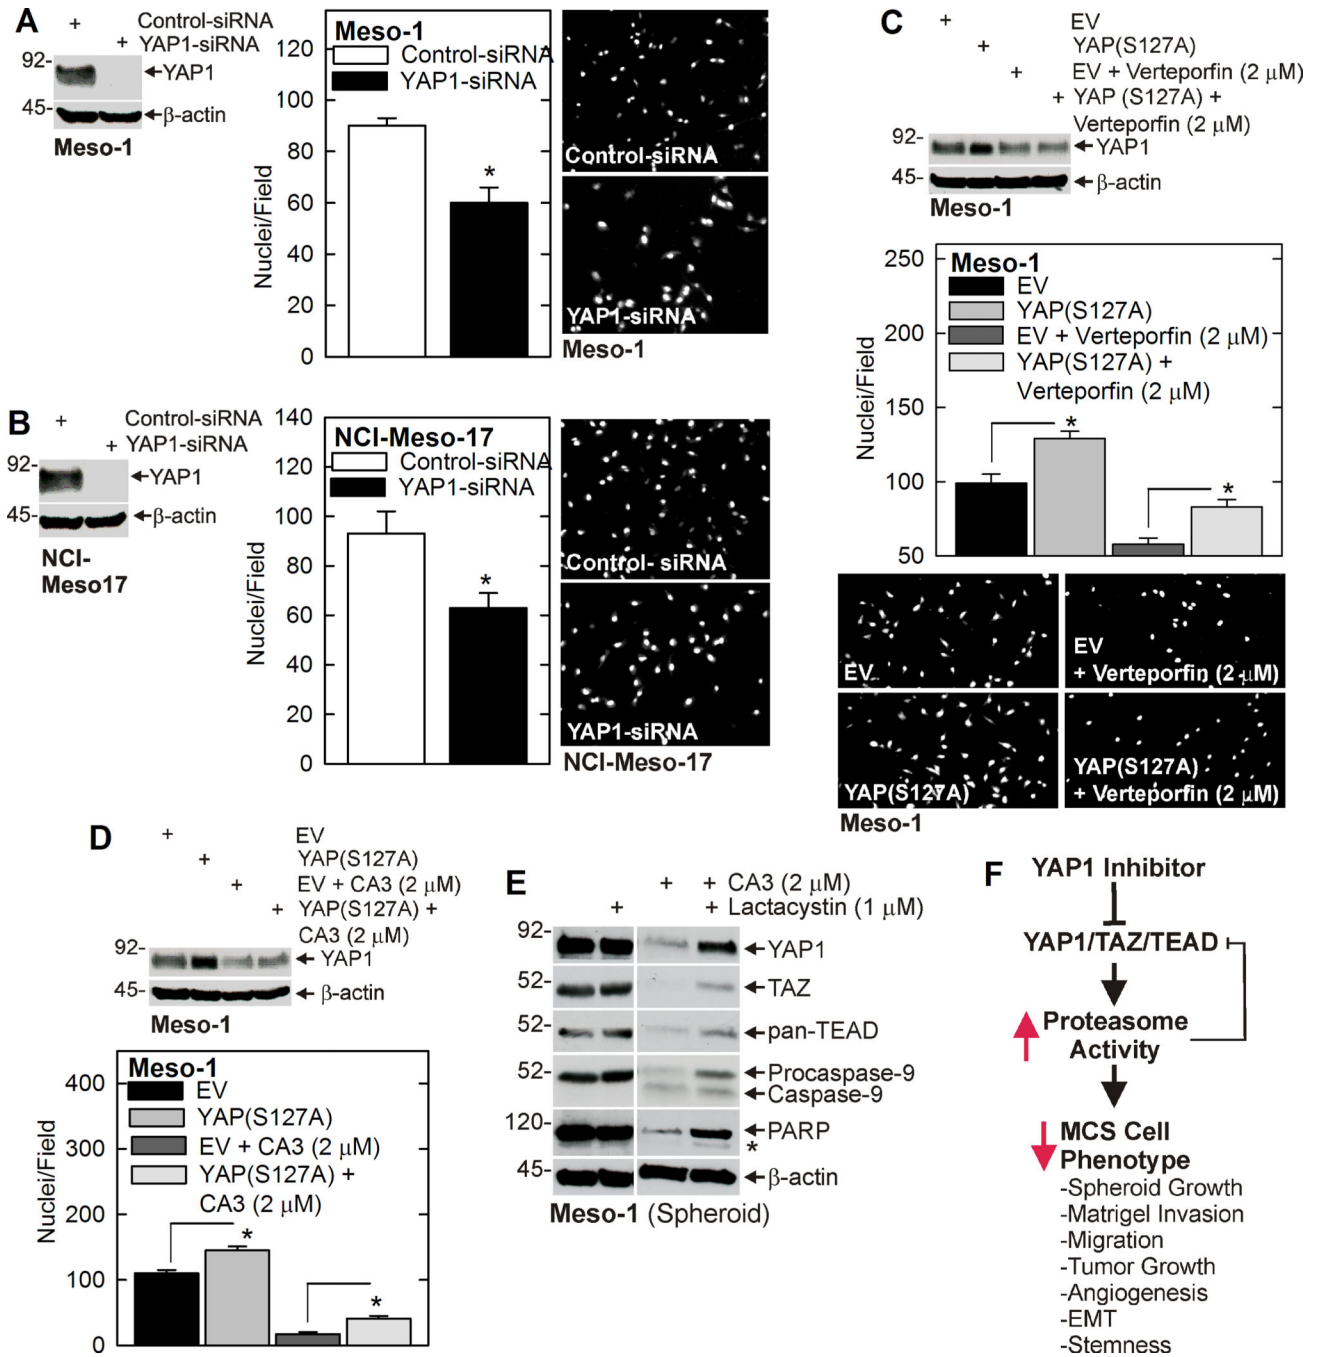 A
+ Control-siRNA
+ YAP1-siRNA
92-
YAP1
45-
β-actin
Meso-1
Nuclei/Field
120
100
80
60
40
20
0
Meso-1
Control-siRNA
YAP1-siRNA
*
Control-siRNA
YAP1-siRNA
Meso-1
B
+ Control-siRNA
+ YAP1-siRNA
92-
YAP1
45-
β-actin
NCI-
Meso17
Nuclei/Field
140
120
100
80
60
40
20
0
NCI-Meso-17
Control-siRNA
YAP1-siRNA
*
Control- siRNA
YAP1-siRNA
NCI-Meso-17
C
+ EV
+ YAP(S127A)
+ EV + Verteporfin (2 μM)
+ YAP (S127A) +
Verteporfin (2 μM)
92-
YAP1
45-
β-actin
Meso-1
Nuclei/Field
250
200
150
100
50
Meso-1
EV
YAP(S127A)
EV + Verteporfin (2 μM)
YAP(S127A) +
Verteporfin (2 μM)
*
*
EV
EV
+ Verteporfin (2 μM)
YAP(S127A)
YAP(S127A)
+ Verteporfin (2 μM)
Meso-1
D
+ EV
+ YAP(S127A)
+ EV + CA3 (2 μM)
+ YAP(S127A) +
CA3 (2 μM)
92-
YAP1
45-
β-actin
Meso-1
Nuclei/Field
400
300
200
100
0
Meso-1
EV
YAP(S127A)
EV + CA3 (2 μM)
YAP(S127A) +
CA3 (2 μM)
*
*
E
+ + CA3 (2 μM)
+ + Lactacystin (1 μM)
92-
YAP1
52-
TAZ
52-
pan-TEAD
52-
Procaspase-9
Caspase-9
120-
PARP
*
45-
β-actin
Meso-1 (Spheroid)
F
YAP1 Inhibitor
YAP1/TAZ/TEAD
Proteasome
Activity
MCS Cell
Phenotype
-Spheroid Growth
-Matrigel Invasion
-Migration
-Tumor Growth
-Angiogenesis
-EMT
-Stemness